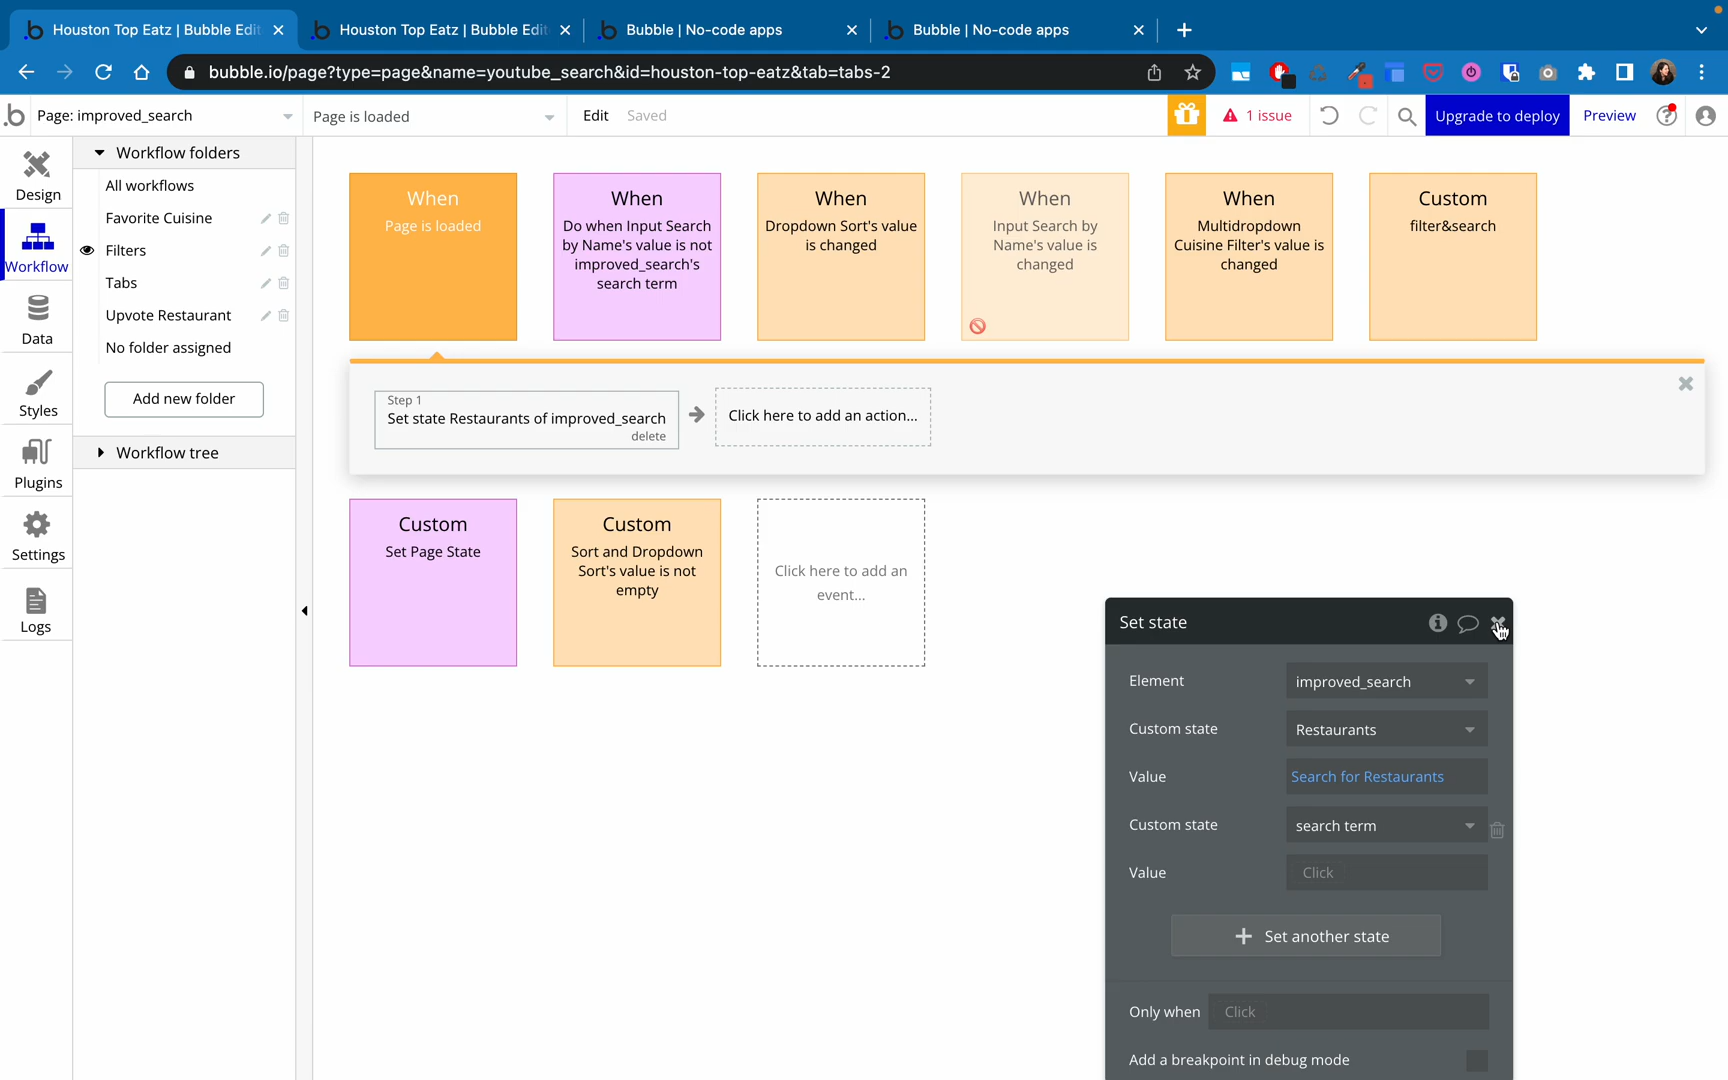 Houston Top Eatz | Bubble Edit
Houston Top Eatz | Bubble Edit
Bubble | No-code apps
Bubble | No-code apps
bubble.io/page?type=page&name=youtube_search&id=houston-top-eatz&tab=tabs-2
Page: improved_search
Page is loaded
Edit
Saved
1 issue
Upgrade to deploy
Preview
Design
Workflow
Data
Styles
Plugins
Settings
Logs
Workflow folders
All workflows
Favorite Cuisine
Filters
Tabs
Upvote Restaurant
No folder assigned
Add new folder
Workflow tree
When
Page is loaded
When
Do when Input Search
by Name's value is not
improved_search's
search term
When
Dropdown Sort's value
is changed
When
Input Search by
Name's value is
changed
When
Multidropdown
Cuisine Filter's value is
changed
Custom
filter&search
Step 1
Set state Restaurants of improved_search
delete
Click here to add an action...
Custom
Set Page State
Custom
Sort and Dropdown
Sort's value is not
empty
Click here to add an
event...
Set state
Element
improved_search
Custom state
Restaurants
Value
Search for Restaurants
Custom state
search term
Value
Click
Set another state
Only when
Click
Add a breakpoint in debug mode